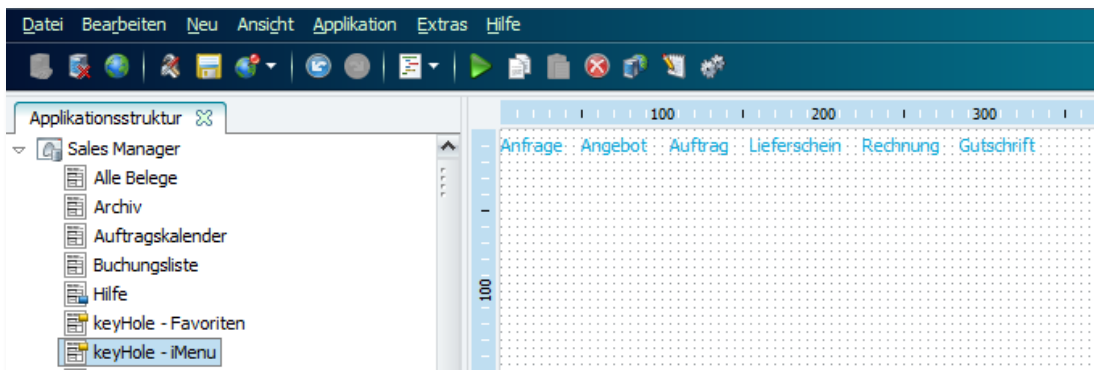 Datei Bearbeiten Neu Ansicht Applikation Extras Hilfe
Applikationsstruktur
Sales Manager
Alle Belege
Archiv
Auftragskalender
Buchungsliste
Hilfe
keyHole - Favoriten
keyHole - iMenu
100 200 300
Anfrage Angebot Auftrag Lieferschein Rechnung Gutschrift
100